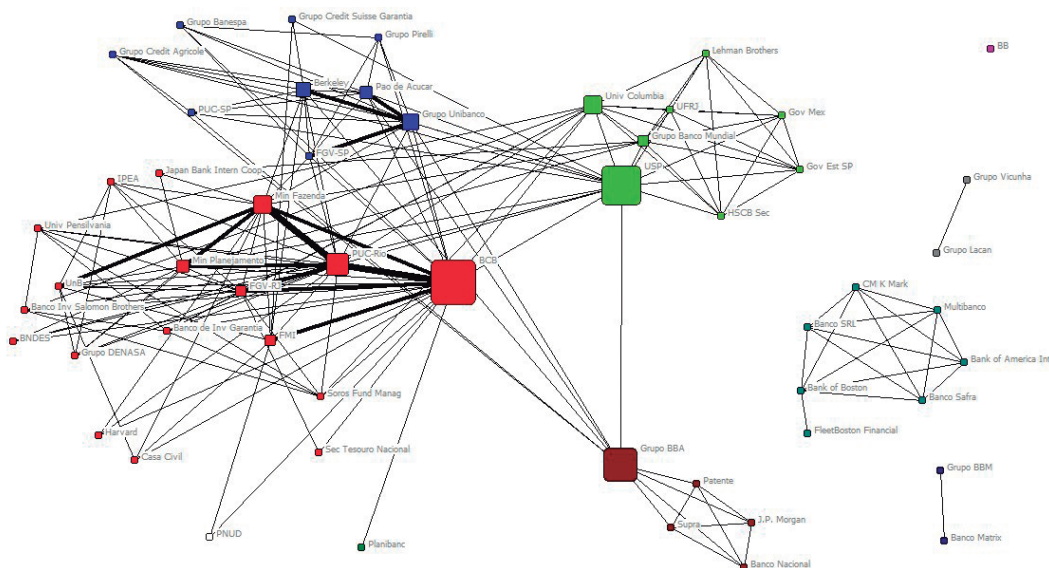 Grupo Credit Suisse Garantia
Grupo Banespa
Grupo Pirelli
Grupo Credit Agricole
Berkeley
Pao de Acucar
PUC-SP
Grupo Unibanco
FGV-SP
Lehman Brothers
BB
Univ Columbia
UFRJ
Gov Mex
Grupo Banco Mundial
USP
Gov Est SP
HSCB Sec
Grupo Vicunha
Grupo Lacan
Japan Bank Intern Coop
IPEA
Min Fazenda
Univ Pensilvania
PUC-Rio
BCB
Min Planejamento
UnB
FGV-RJ
Banco Inv Salomon Brothers
Banco de Inv Garantia
BNDES
FMI
Grupo DENASA
Soros Fund Manag
Harvard
Casa Civil
Sec Tesouro Nacional
PNUD
Planibanc
CM K Mark
Multibanco
Banco SRL
Bank of America Int
Bank of Boston
Banco Safra
FleetBoston Financial
Grupo BBA
Patente
J.P. Morgan
Supra
Banco Nacional
Grupo BBM
Banco Matrix